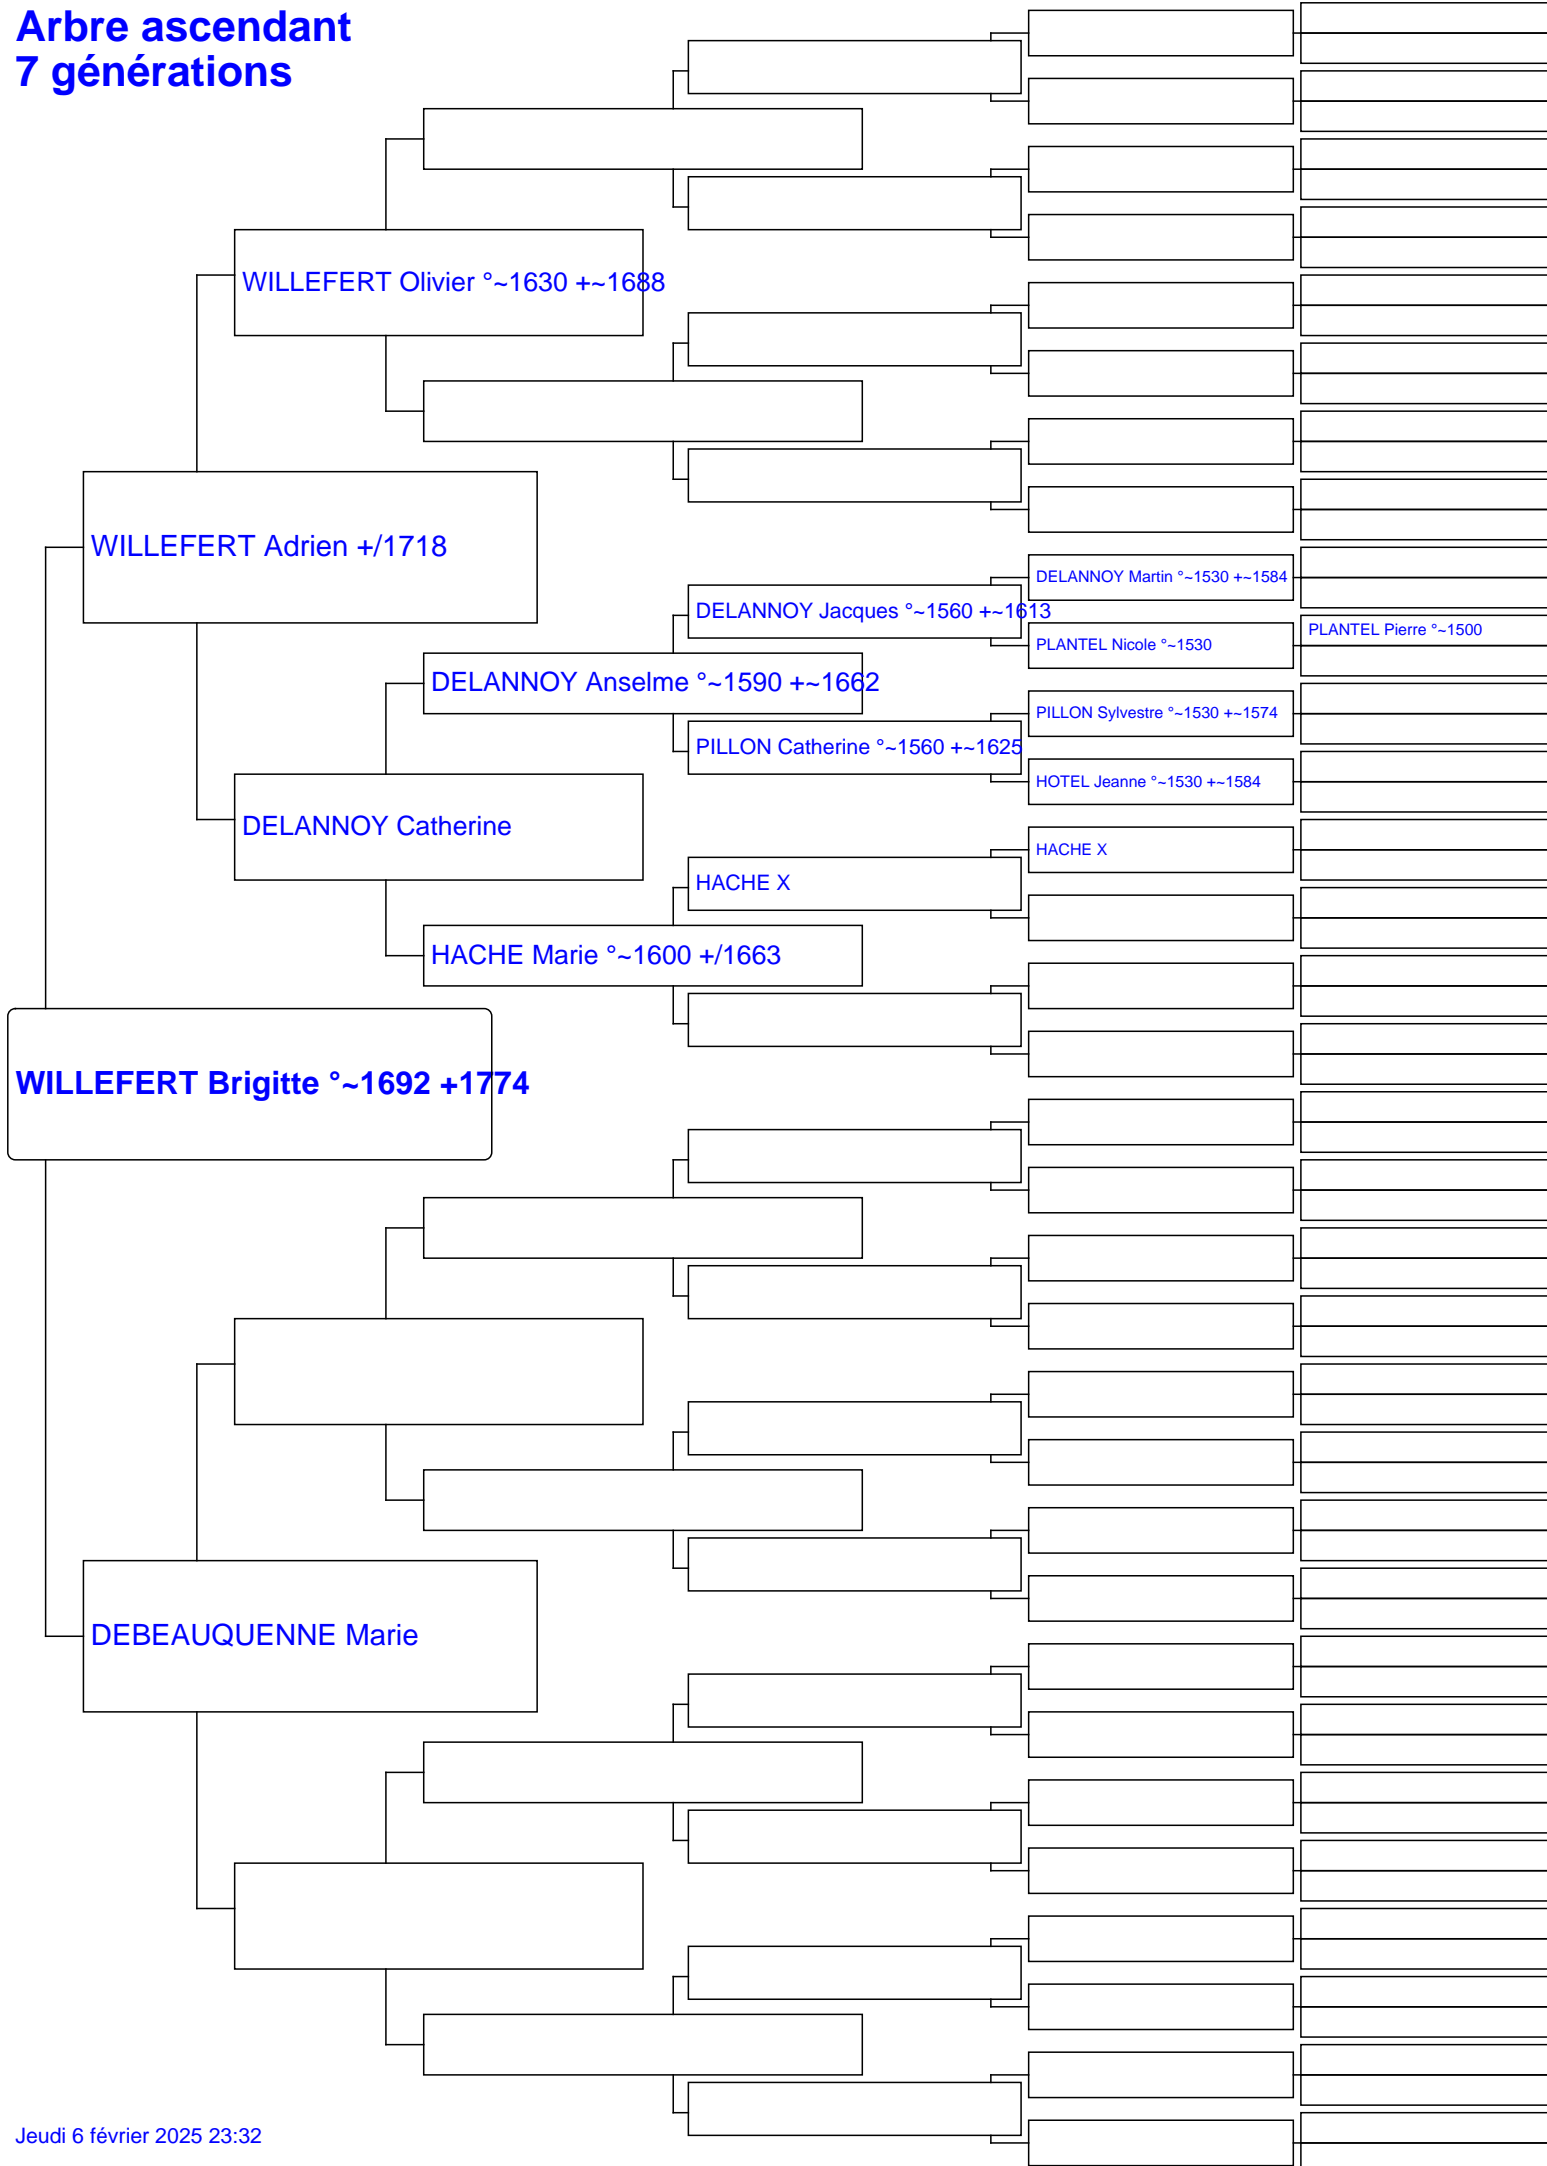 Arbre ascendant
7 générations
WILLEFERT Olivier °~1630 +~1688
WILLEFERT Adrien +/1718
DELANNOY Martin °~1530 +~1584
DELANNOY Jacques °~1560 +~1613
PLANTEL Pierre °~1500
PLANTEL Nicole °~1530
DELANNOY Anselme °~1590 +~1662
PILLON Sylvestre °~1530 +~1574
PILLON Catherine °~1560 +~1625
HOTEL Jeanne °~1530 +~1584
DELANNOY Catherine
HACHE X
HACHE X
HACHE Marie °~1600 +/1663
WILLEFERT Brigitte °~1692 +1774
DEBEAUQUENNE Marie
Jeudi 6 février 2025 23:32